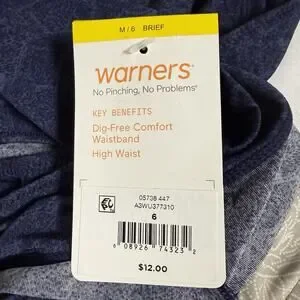 M / 6 BRIEF
warners®
No Pinching, No Problems®
KEY BENEFITS
Dig-Free Comfort
Waistband
High Waist
05738 447
A3WU377310
6
6 08926 74323 2
$12.00